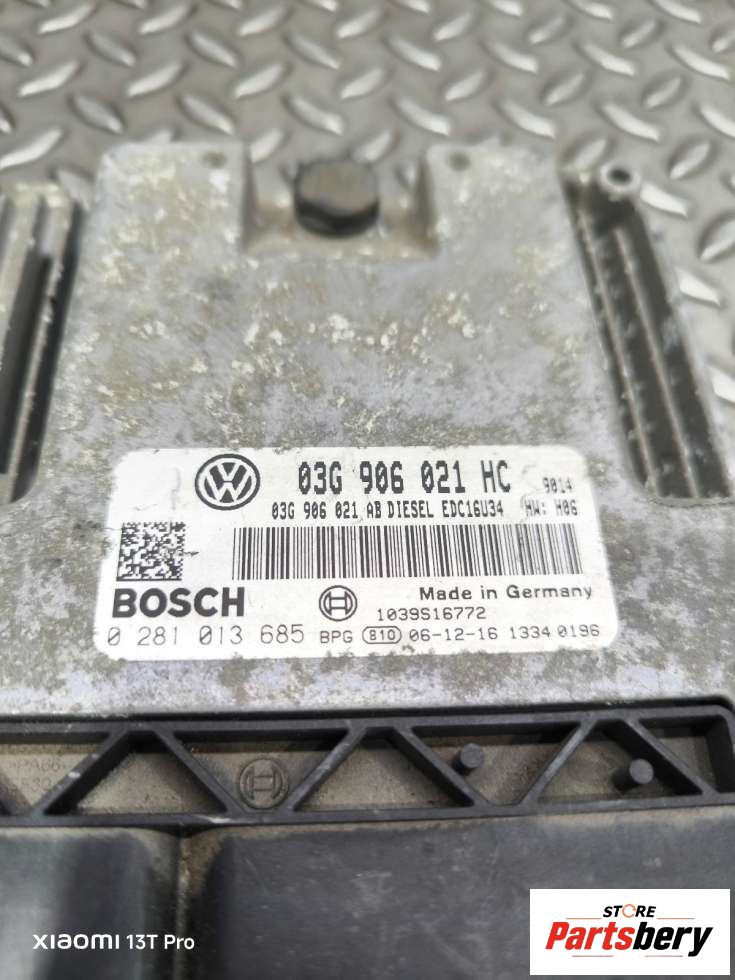 03G 906 021 HC 9014
03G 906 021 AB DIESEL EDC16U34 HW: H06
BOSCH
Made in Germany
1039S16772
0 281 013 685 BPG 810 06-12-16 1334 0196
PA66
XIAOMI 13T Pro
STORE
Partsbery